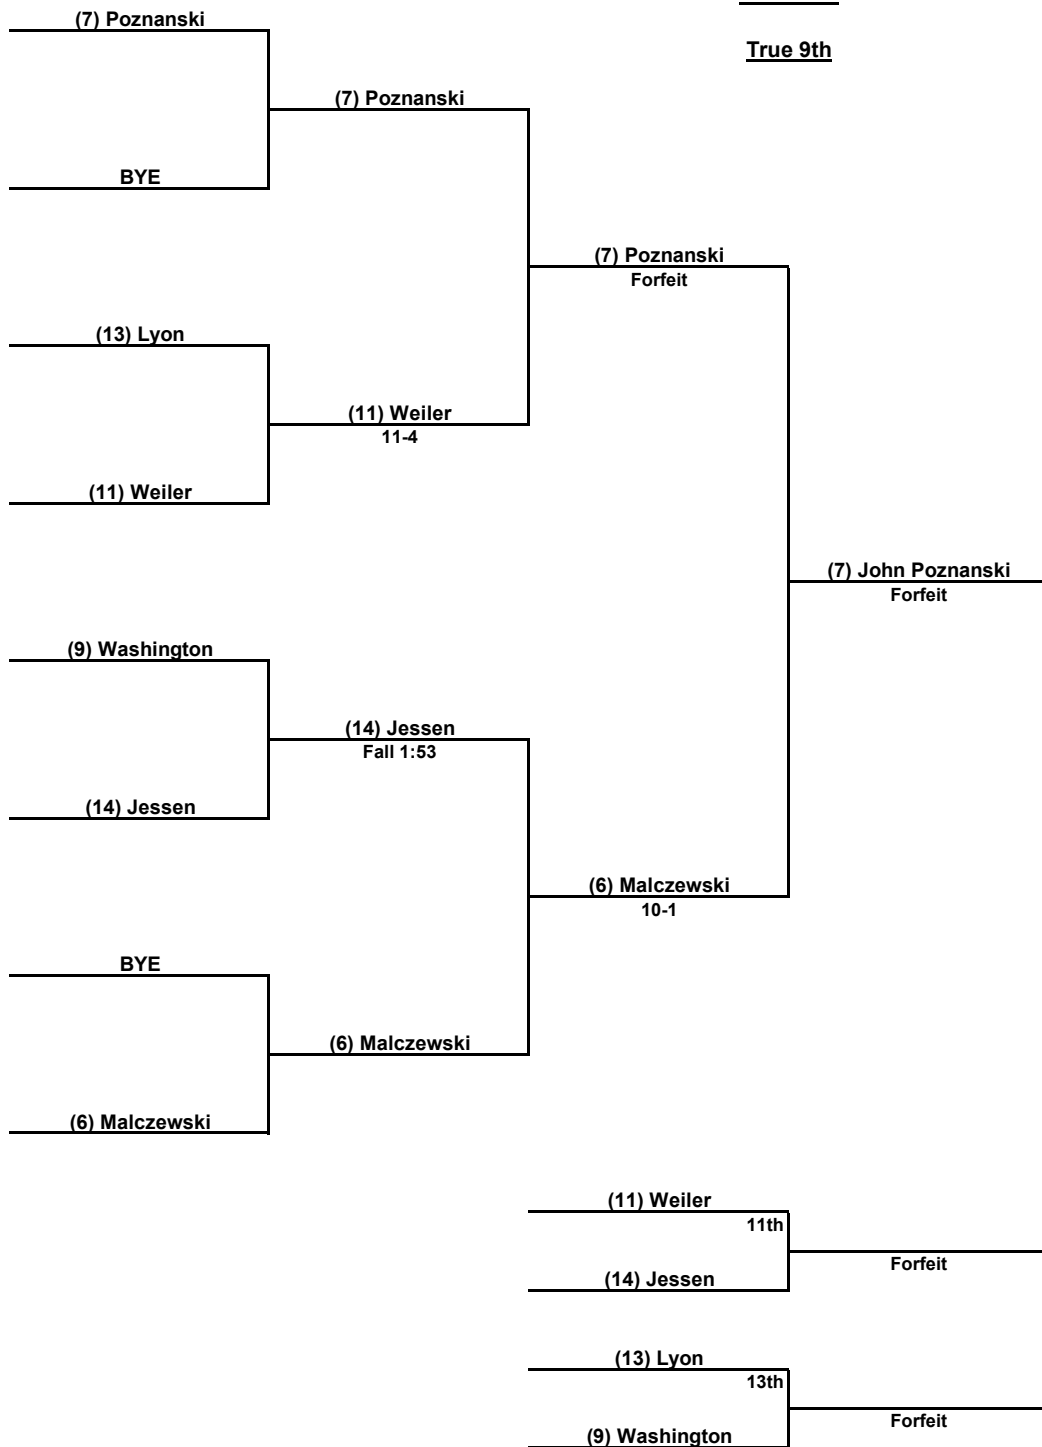 (7) Poznanski
True 9th
(7) Poznanski
BYE
(7) Poznanski
Forfeit
(13) Lyon
(11) Weiler
11-4
(11) Weiler
(7) John Poznanski
Forfeit
(9) Washington
(14) Jessen
Fall 1:53
(14) Jessen
(6) Malczewski
10-1
BYE
(6) Malczewski
(6) Malczewski
(11) Weiler
11th
Forfeit
(14) Jessen
(13) Lyon
13th
Forfeit
(9) Washington